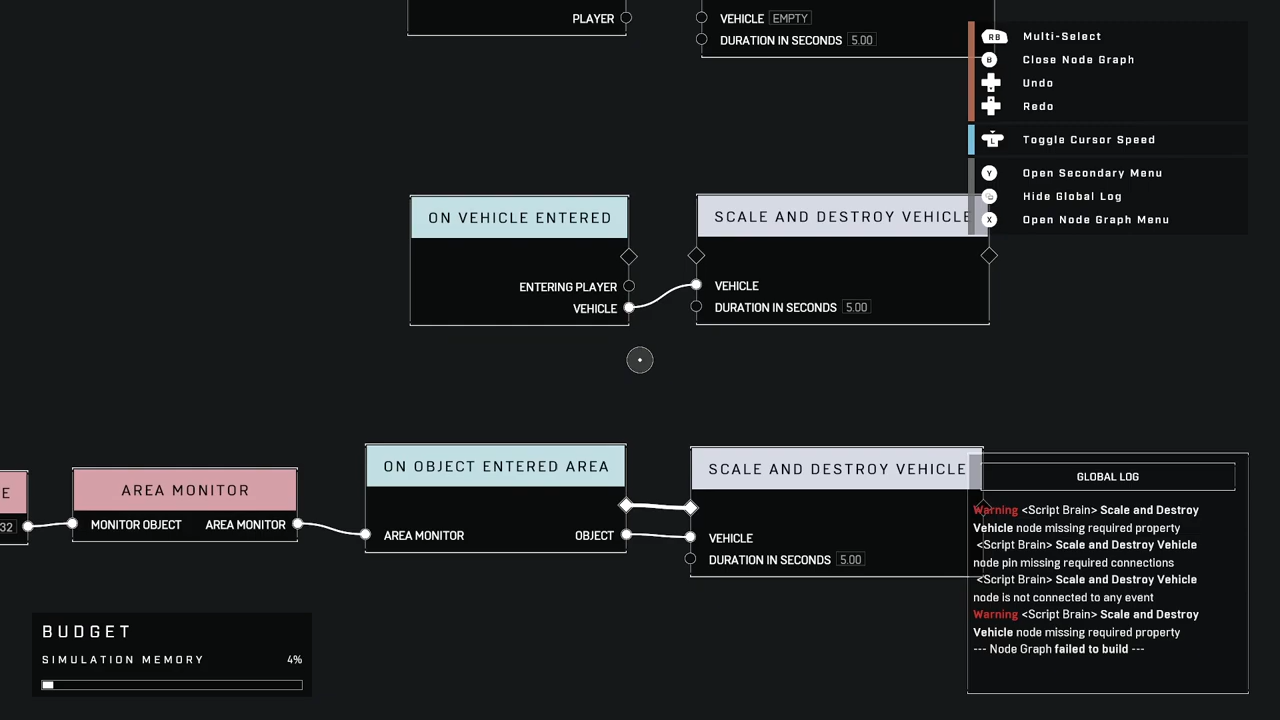 PLAYER
VEHICLE EMPTY
DURATION IN SECONDS 5.00
RB Multi-Select
B Close Node Graph
Undo
Redo
L Toggle Cursor Speed
Y Open Secondary Menu
Hide Global Log
X Open Node Graph Menu
ON VEHICLE ENTERED
ENTERING PLAYER
VEHICLE
SCALE AND DESTROY VEHICLE
VEHICLE
DURATION IN SECONDS 5.00
E
32
AREA MONITOR
MONITOR OBJECT AREA MONITOR
ON OBJECT ENTERED AREA
AREA MONITOR OBJECT
SCALE AND DESTROY VEHICLE
VEHICLE
DURATION IN SECONDS 5.00
GLOBAL LOG
Warning <Script Brain> Scale and Destroy
Vehicle node missing required property
<Script Brain> Scale and Destroy Vehicle
node pin missing required connections
<Script Brain> Scale and Destroy Vehicle
node is not connected to any event
Warning <Script Brain> Scale and Destroy
Vehicle node missing required property
--- Node Graph failed to build ---
BUDGET
SIMULATION MEMORY 4%